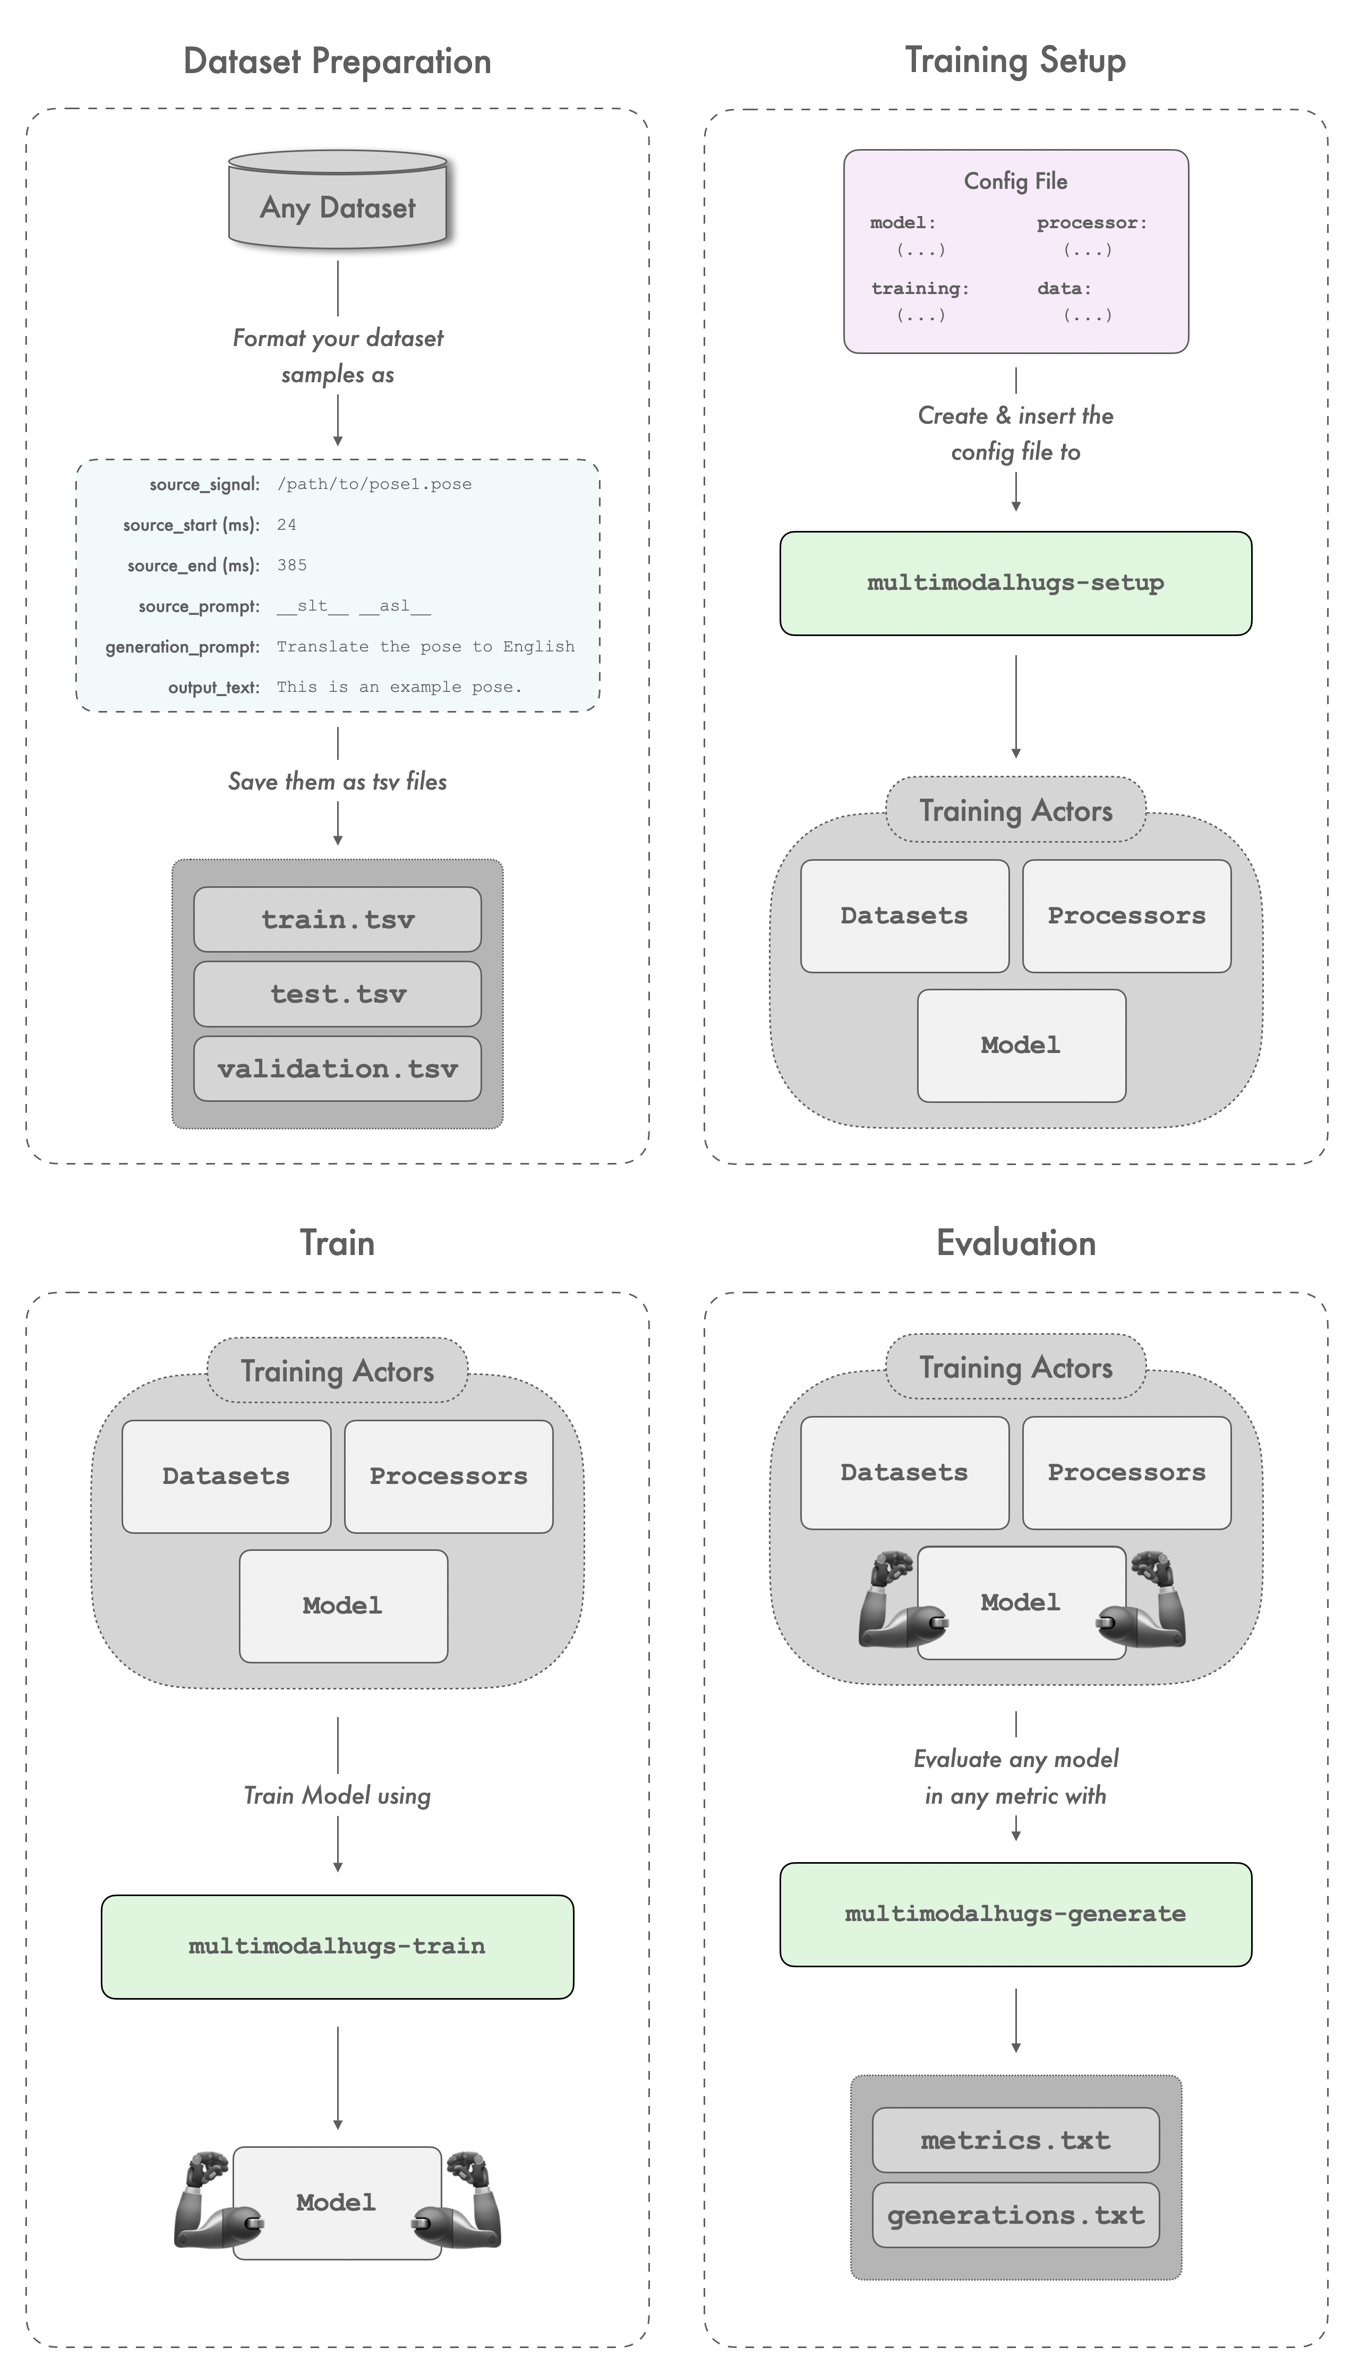 Dataset Preparation
Any Dataset
Format your dataset
samples as
source_signal: /path/to/pose1.pose
source_start (ms): 24
source_end (ms): 385
source_prompt: __slt__ __asl__
generation_prompt: Translate the pose to English
output_text: This is an example pose.
Save them as tsv files
train.tsv
test.tsv
validation.tsv
Training Setup
Config File
model: processor:
(...) (...)
training: data:
(...) (...)
Create & insert the
config file to
multimodalhugs-setup
Training Actors
Datasets Processors
Model
Train
Training Actors
Datasets Processors
Model
Train Model using
multimodalhugs-train
Model
Evaluation
Training Actors
Datasets Processors
Model
Evaluate any model
in any metric with
multimodalhugs-generate
metrics.txt
generations.txt